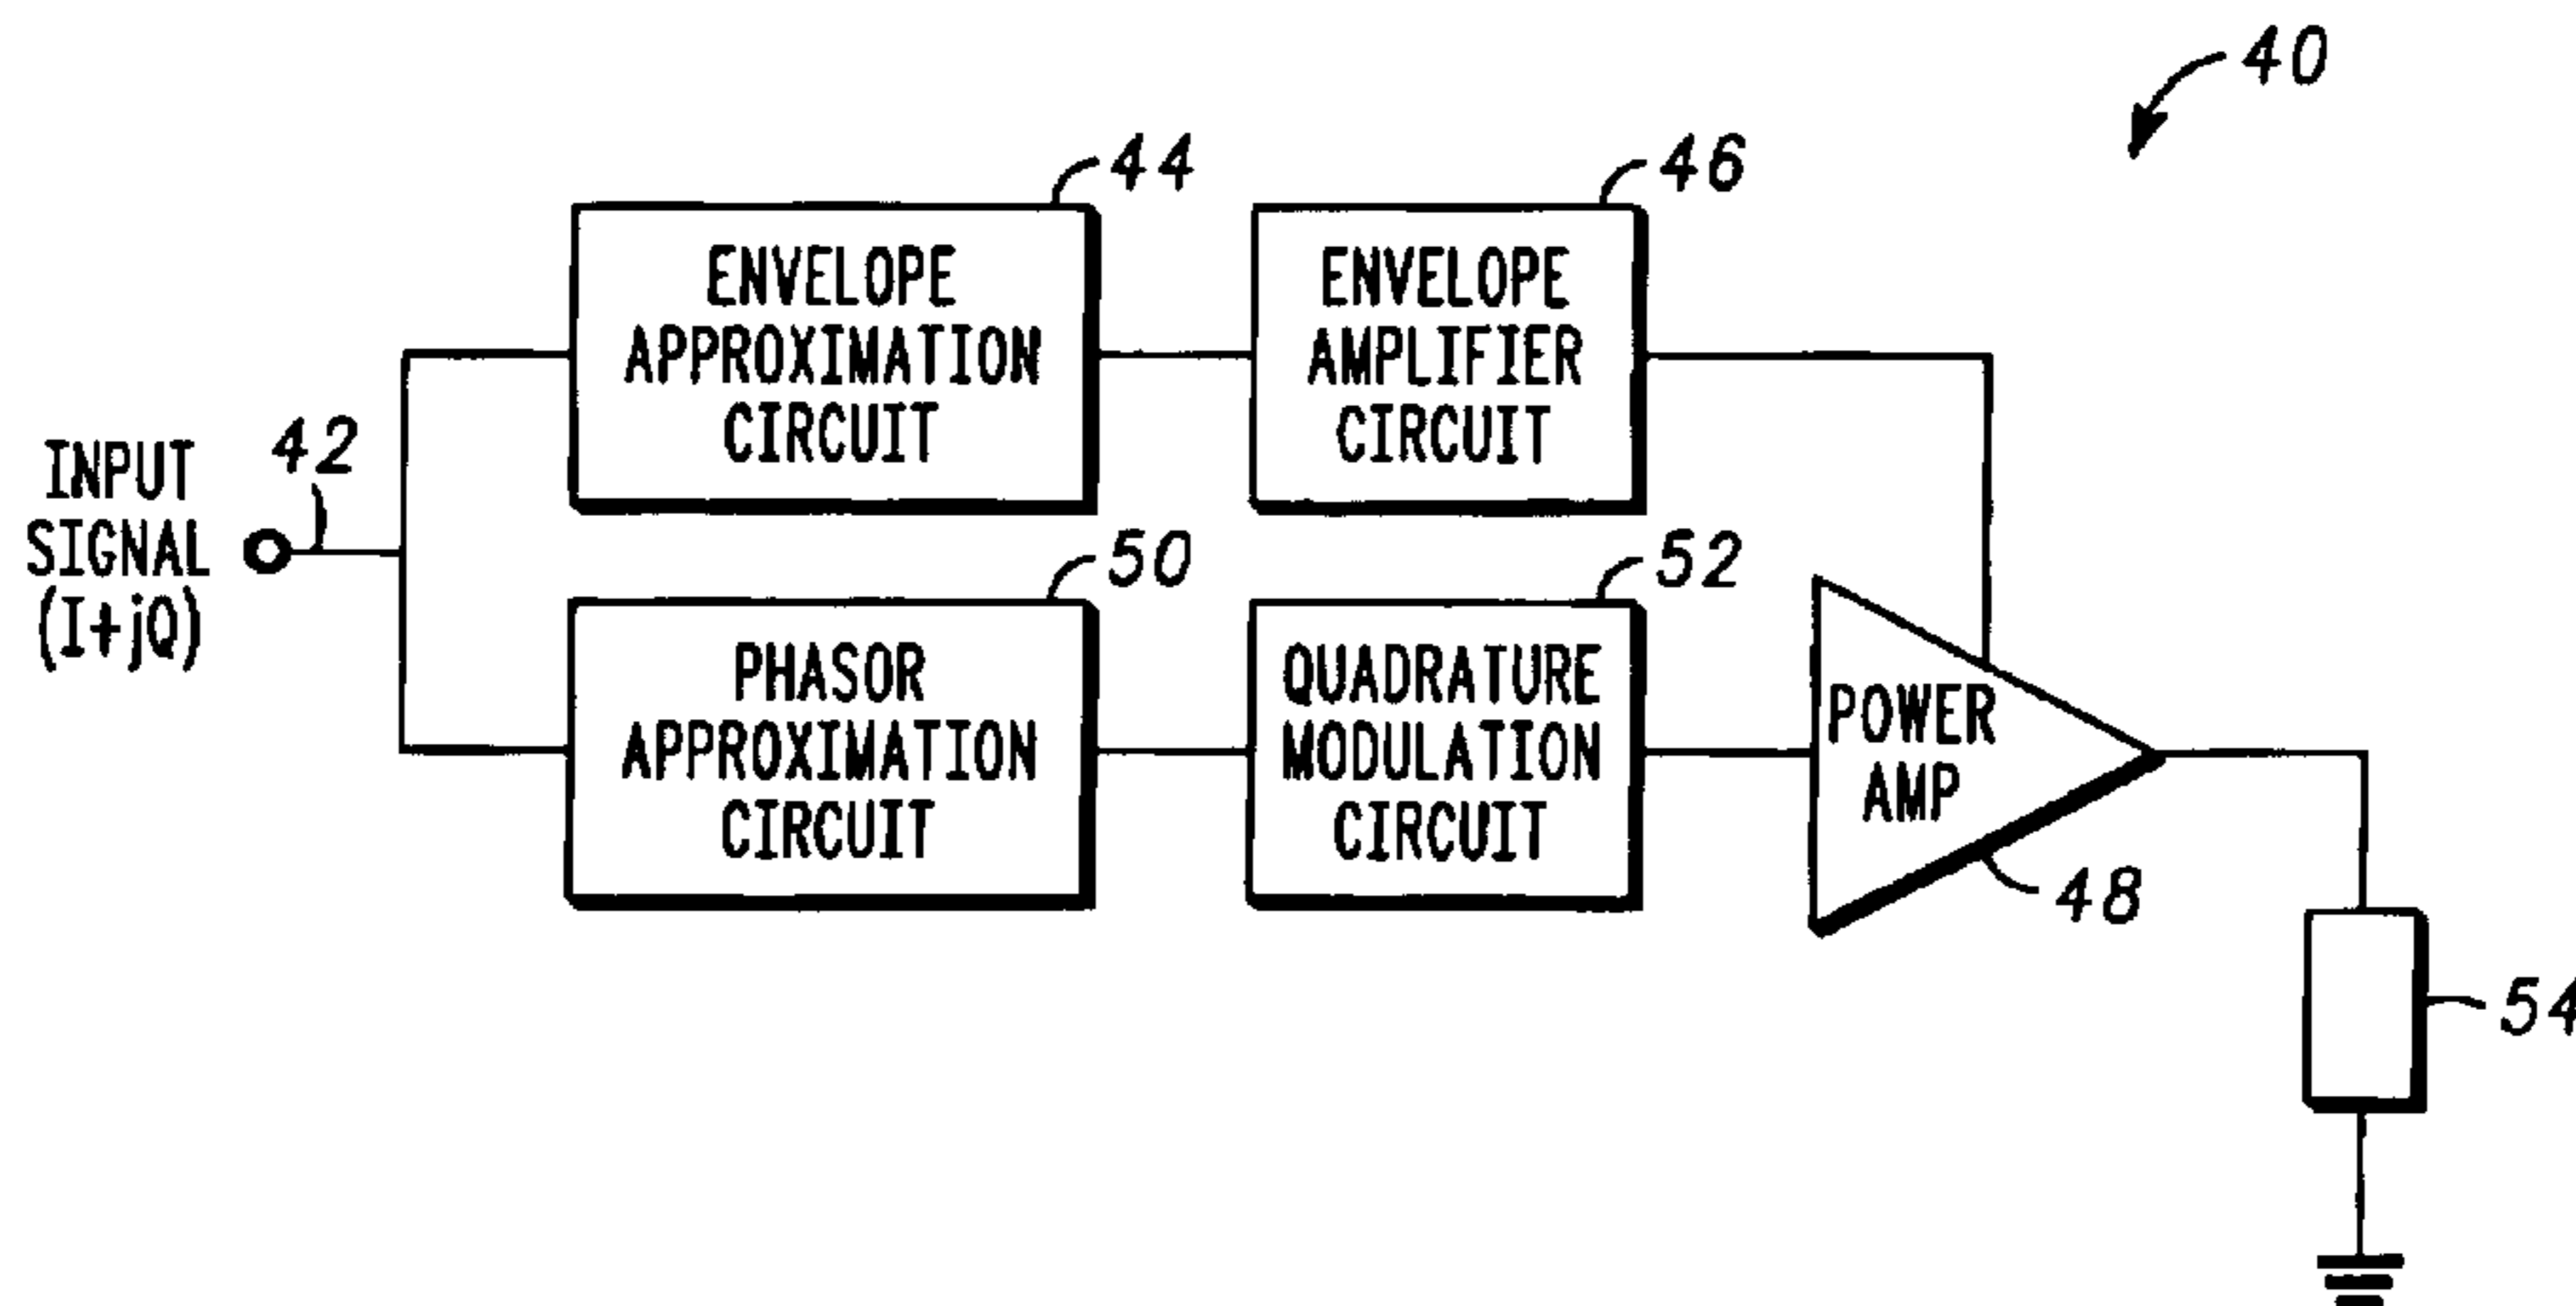 40
44
46
ENVELOPE
APPROXIMATION
CIRCUIT
ENVELOPE
AMPLIFIER
CIRCUIT
INPUT
SIGNAL
(I+jQ)
42
50
52
PHASOR
APPROXIMATION
CIRCUIT
QUADRATURE
MODULATION
CIRCUIT
POWER
AMP
48
54